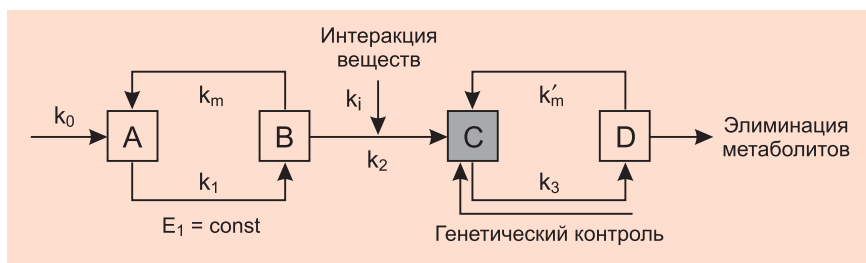 Интеракция
веществ
k0
A
km
B
ki
k2
C
k′m
D
Элиминация
метаболитов
k1
k3
E1 = const
Генетический контроль